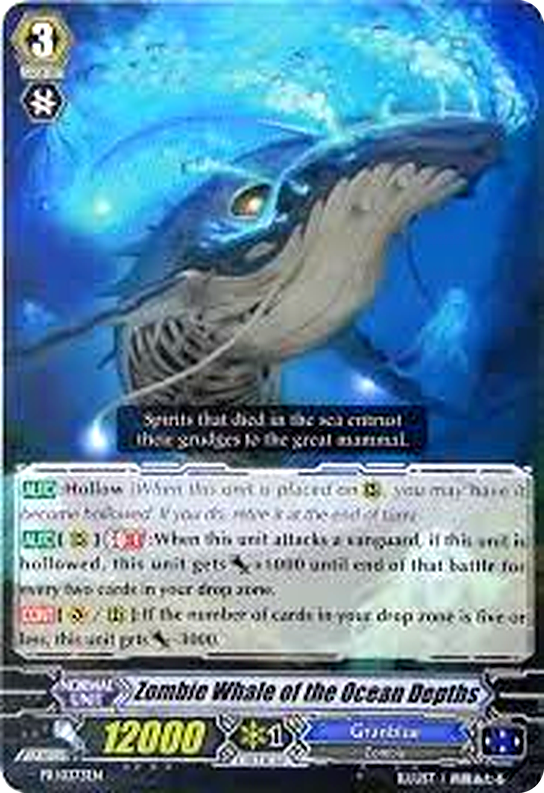 3
Spirits that died in the sea entrust
their grudges to the great mammal.
AUTO:Hollow (When this unit is placed on R, you may have it
become hollowed. If you do, retire it at the end of turn)
AUTO[R]:When this unit attacks a vanguard, if this unit is
hollowed, this unit gets +1000 until end of that battle for
every two cards in your drop zone.
CONT[V/R]:If the number of cards in your drop zone is five or
less, this unit gets -3000.
NORMAL
UNIT
Zombie Whale of the Ocean Depths
12000
1
Granblue
Zombie
PR/0373EN
ILLUST